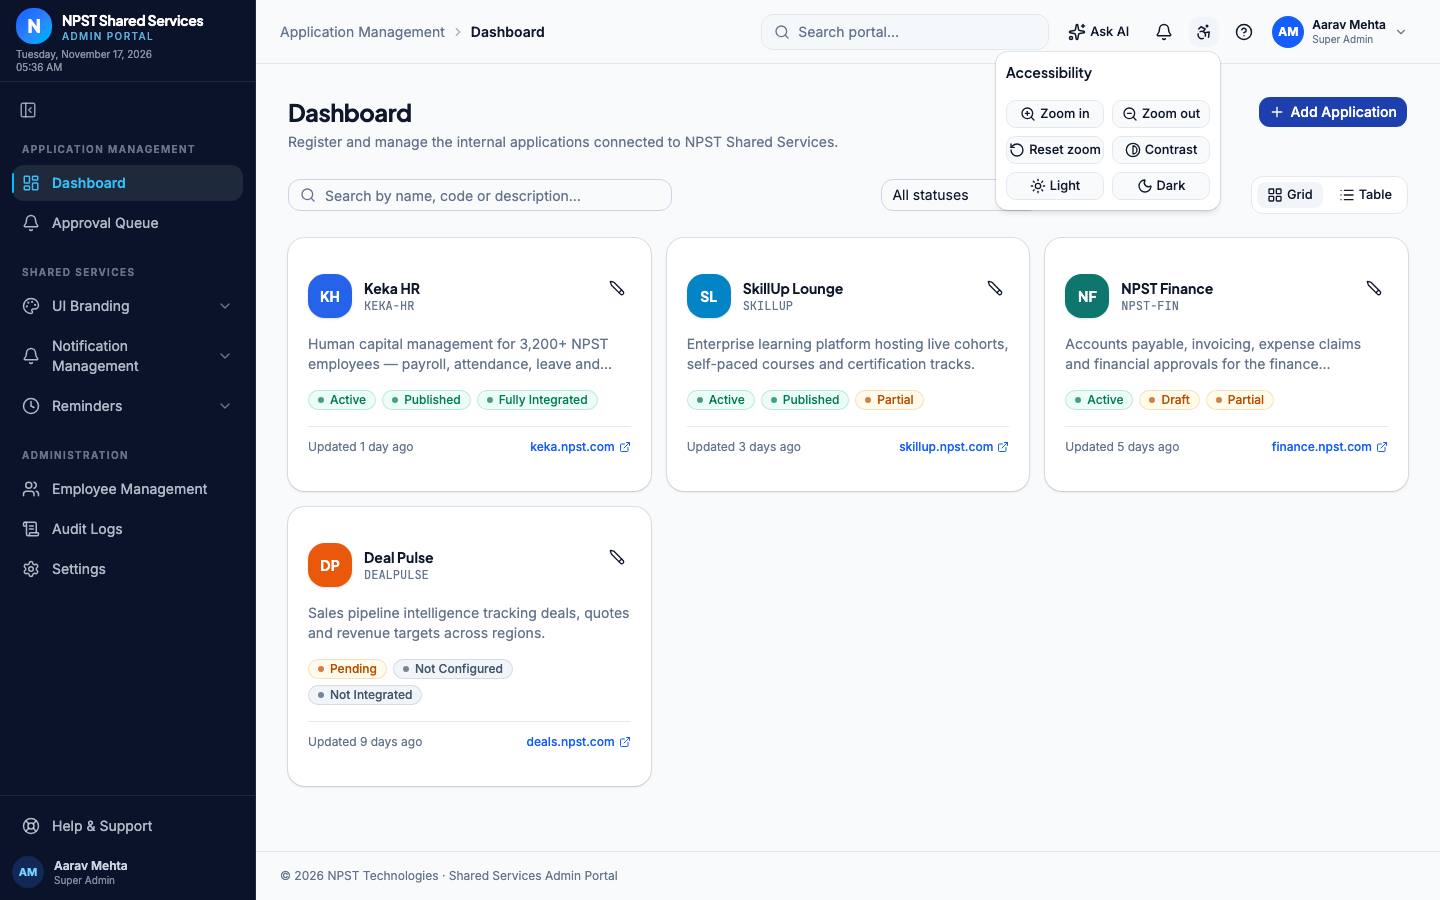 N
NPST Shared Services
ADMIN PORTAL
Tuesday, November 17, 2026
05:36 AM
APPLICATION MANAGEMENT
Dashboard
Approval Queue
SHARED SERVICES
UI Branding
Notification
Management
Reminders
ADMINISTRATION
Employee Management
Audit Logs
Settings
Help & Support
AM
Aarav Mehta
Super Admin
Application Management
Dashboard
Search portal...
Ask AI
AM
Aarav Mehta
Super Admin
Accessibility
Zoom in
Zoom out
Reset zoom
Contrast
Light
Dark
Dashboard
Register and manage the internal applications connected to NPST Shared Services.
+ Add Application
Search by name, code or description...
All statuses
Grid
Table
KH
Keka HR
KEKA-HR
Human capital management for 3,200+ NPST
employees — payroll, attendance, leave and...
Active
Published
Fully Integrated
Updated 1 day ago
keka.npst.com
SL
SkillUp Lounge
SKILLUP
Enterprise learning platform hosting live cohorts,
self-paced courses and certification tracks.
Active
Published
Partial
Updated 3 days ago
skillup.npst.com
NF
NPST Finance
NPST-FIN
Accounts payable, invoicing, expense claims
and financial approvals for the finance...
Active
Draft
Partial
Updated 5 days ago
finance.npst.com
DP
Deal Pulse
DEALPULSE
Sales pipeline intelligence tracking deals, quotes
and revenue targets across regions.
Pending
Not Configured
Not Integrated
Updated 9 days ago
deals.npst.com
© 2026 NPST Technologies · Shared Services Admin Portal